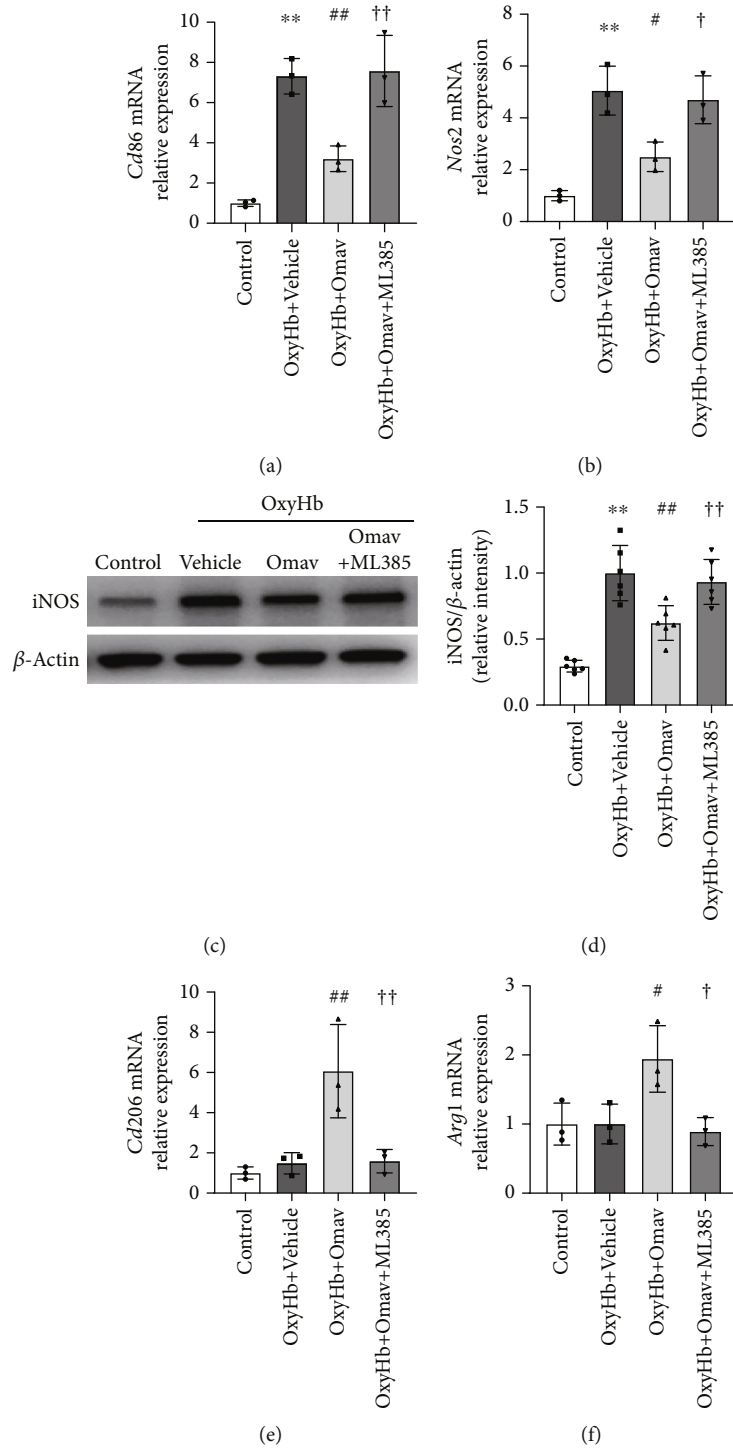 Cd86 mRNA
relative expression
10
8
6
4
2
0
**
##
††
Control
OxyHb+Vehicle
OxyHb+Omav
OxyHb+Omav+ML385
(a)
Nos2 mRNA
relative expression
8
6
4
2
0
**
#
†
Control
OxyHb+Vehicle
OxyHb+Omav
OxyHb+Omav+ML385
(b)
OxyHb
Control
Vehicle
Omav
Omav
+ML385
iNOS
β-Actin
(c)
iNOS/β-actin
(relative intensity)
1.5
1.0
0.5
0.0
**
##
††
Control
OxyHb+Vehicle
OxyHb+Omav
OxyHb+Omav+ML385
(d)
Cd206 mRNA
relative expression
10
8
6
4
2
0
##
††
Control
OxyHb+Vehicle
OxyHb+Omav
OxyHb+Omav+ML385
(e)
Arg1 mRNA
relative expression
3
2
1
0
#
†
Control
OxyHb+Vehicle
OxyHb+Omav
OxyHb+Omav+ML385
(f)